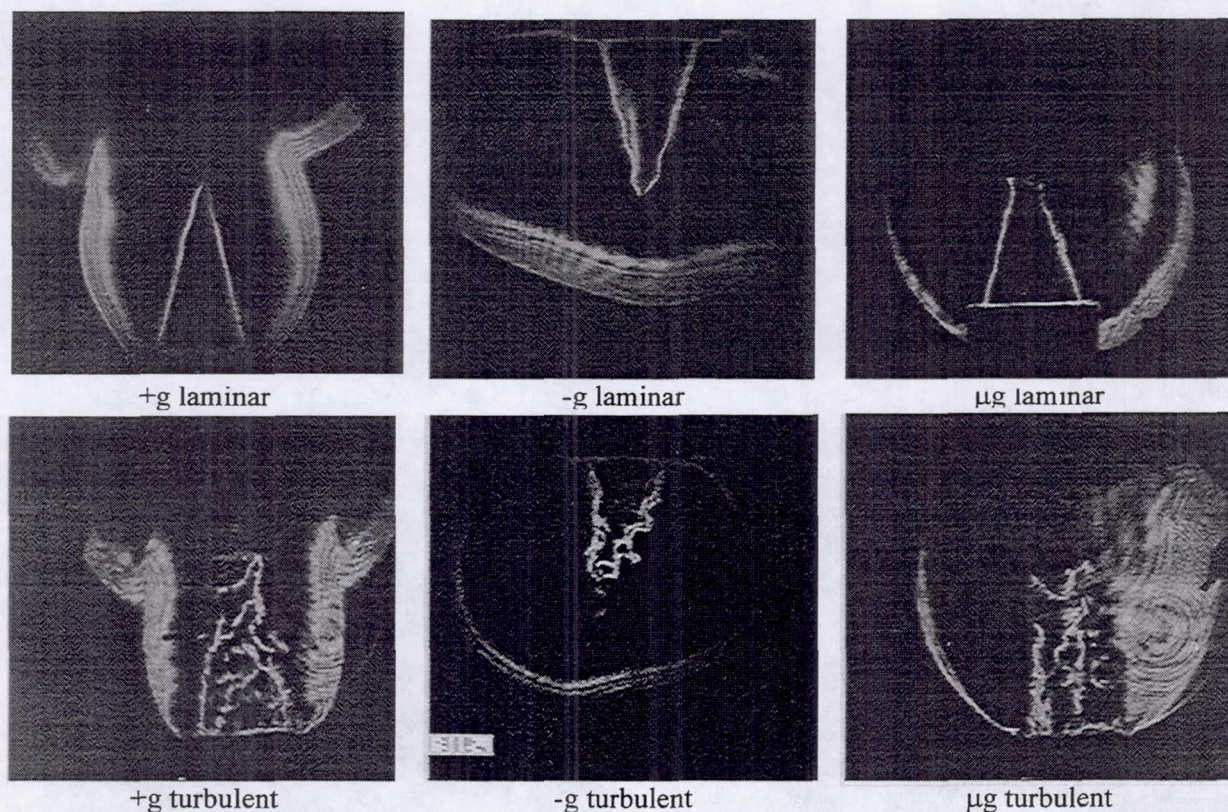 +g laminar
-g laminar
μg laminar
+g turbulent
-g turbulent
μg turbulent